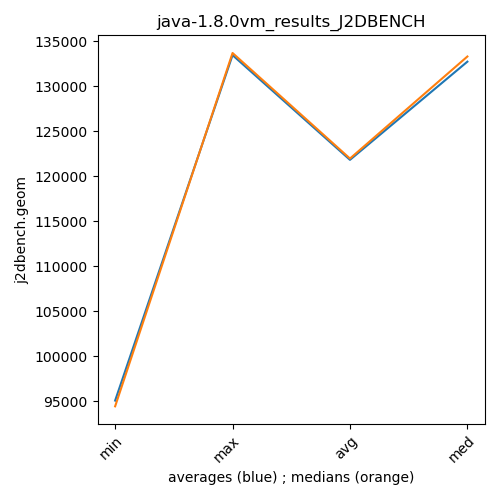 java-1.8.0vm_results_J2DBENCH
j2dbench.geom
135000
130000
125000
120000
115000
110000
105000
100000
95000
min
max
avg
med
averages (blue) ; medians (orange)